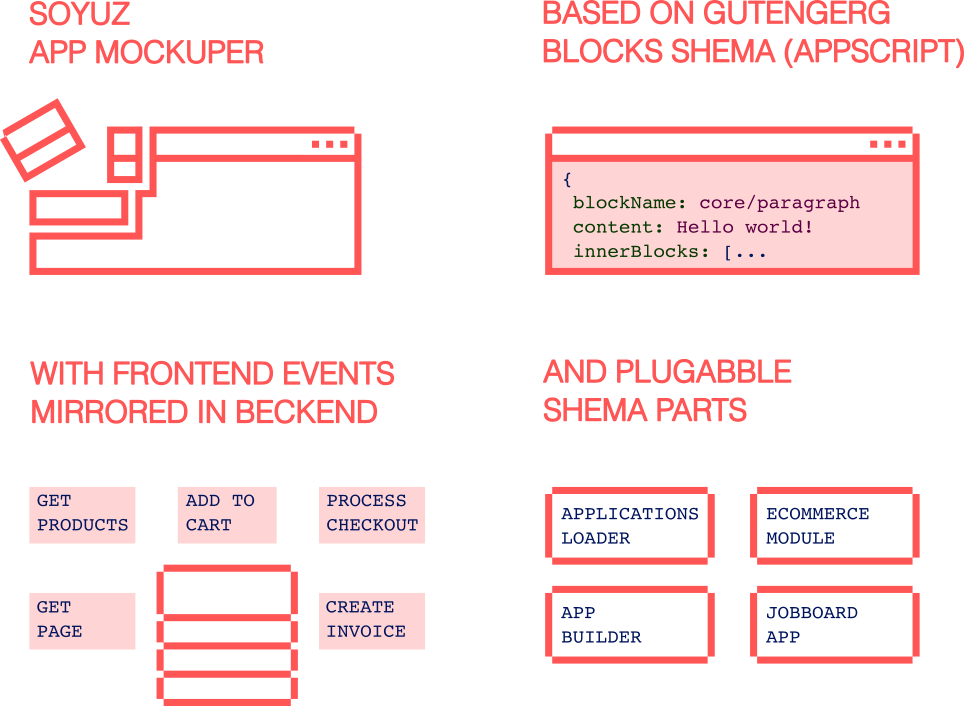 SOYUZ
APP MOCKUPER
BASED ON GUTENGERG
BLOCKS SHEMA (APPSCRIPT)
{
blockName: core/paragraph
content: Hello world!
innerBlocks: [...
WITH FRONTEND EVENTS
MIRRORED IN BECKEND
GET
PRODUCTS
ADD TO
CART
PROCESS
CHECKOUT
GET
PAGE
CREATE
INVOICE
AND PLUGABBLE
SHEMA PARTS
APPLICATIONS
LOADER
ECOMMERCE
MODULE
APP
BUILDER
JOBBOARD
APP